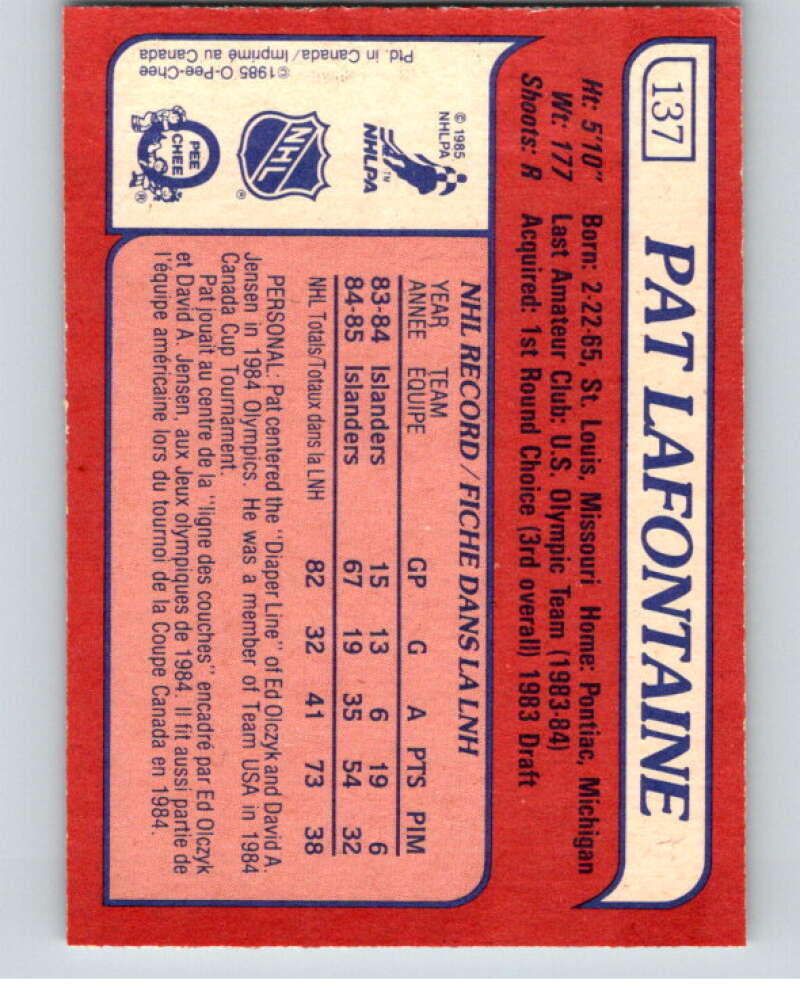 137
PAT LAFONTAINE
Ht: 5'10" Born: 2-22-65, St. Louis, Missouri Home: Pontiac, Michigan
Wt: 177 Last Amateur Club: U.S. Olympic Team (1983-84)
Shoots: R Acquired: 1st Round Choice (3rd overall) 1983 Draft
© 1985
NHLPA
NHLPA
TM
NHL
®
O
PEE
CHEE
®
©1985 O-Pee-Chee
Ptd. in Canada/Imprimé au Canada
NHL RECORD/FICHE DANS LA LNH
YEAR TEAM
ANNÉE ÉQUIPE GP G A PTS PIM
83-84 Islanders 15 13 6 19 6
84-85 Islanders 67 19 35 54 32
NHL Totals/Totaux dans la LNH 82 32 41 73 38
PERSONAL: Pat centered the "Diaper Line" of Ed Olczyk and David A.
Jensen in 1984 Olympics. He was a member of Team USA in 1984
Canada Cup Tournament.
Pat jouait au centre de la "ligne des couches" encadré par Ed Olczyk
et David A. Jensen, aux Jeux olympiques de 1984. Il fit aussi partie de
l'équipe américaine lors du tournoi de la Coupe Canada en 1984.